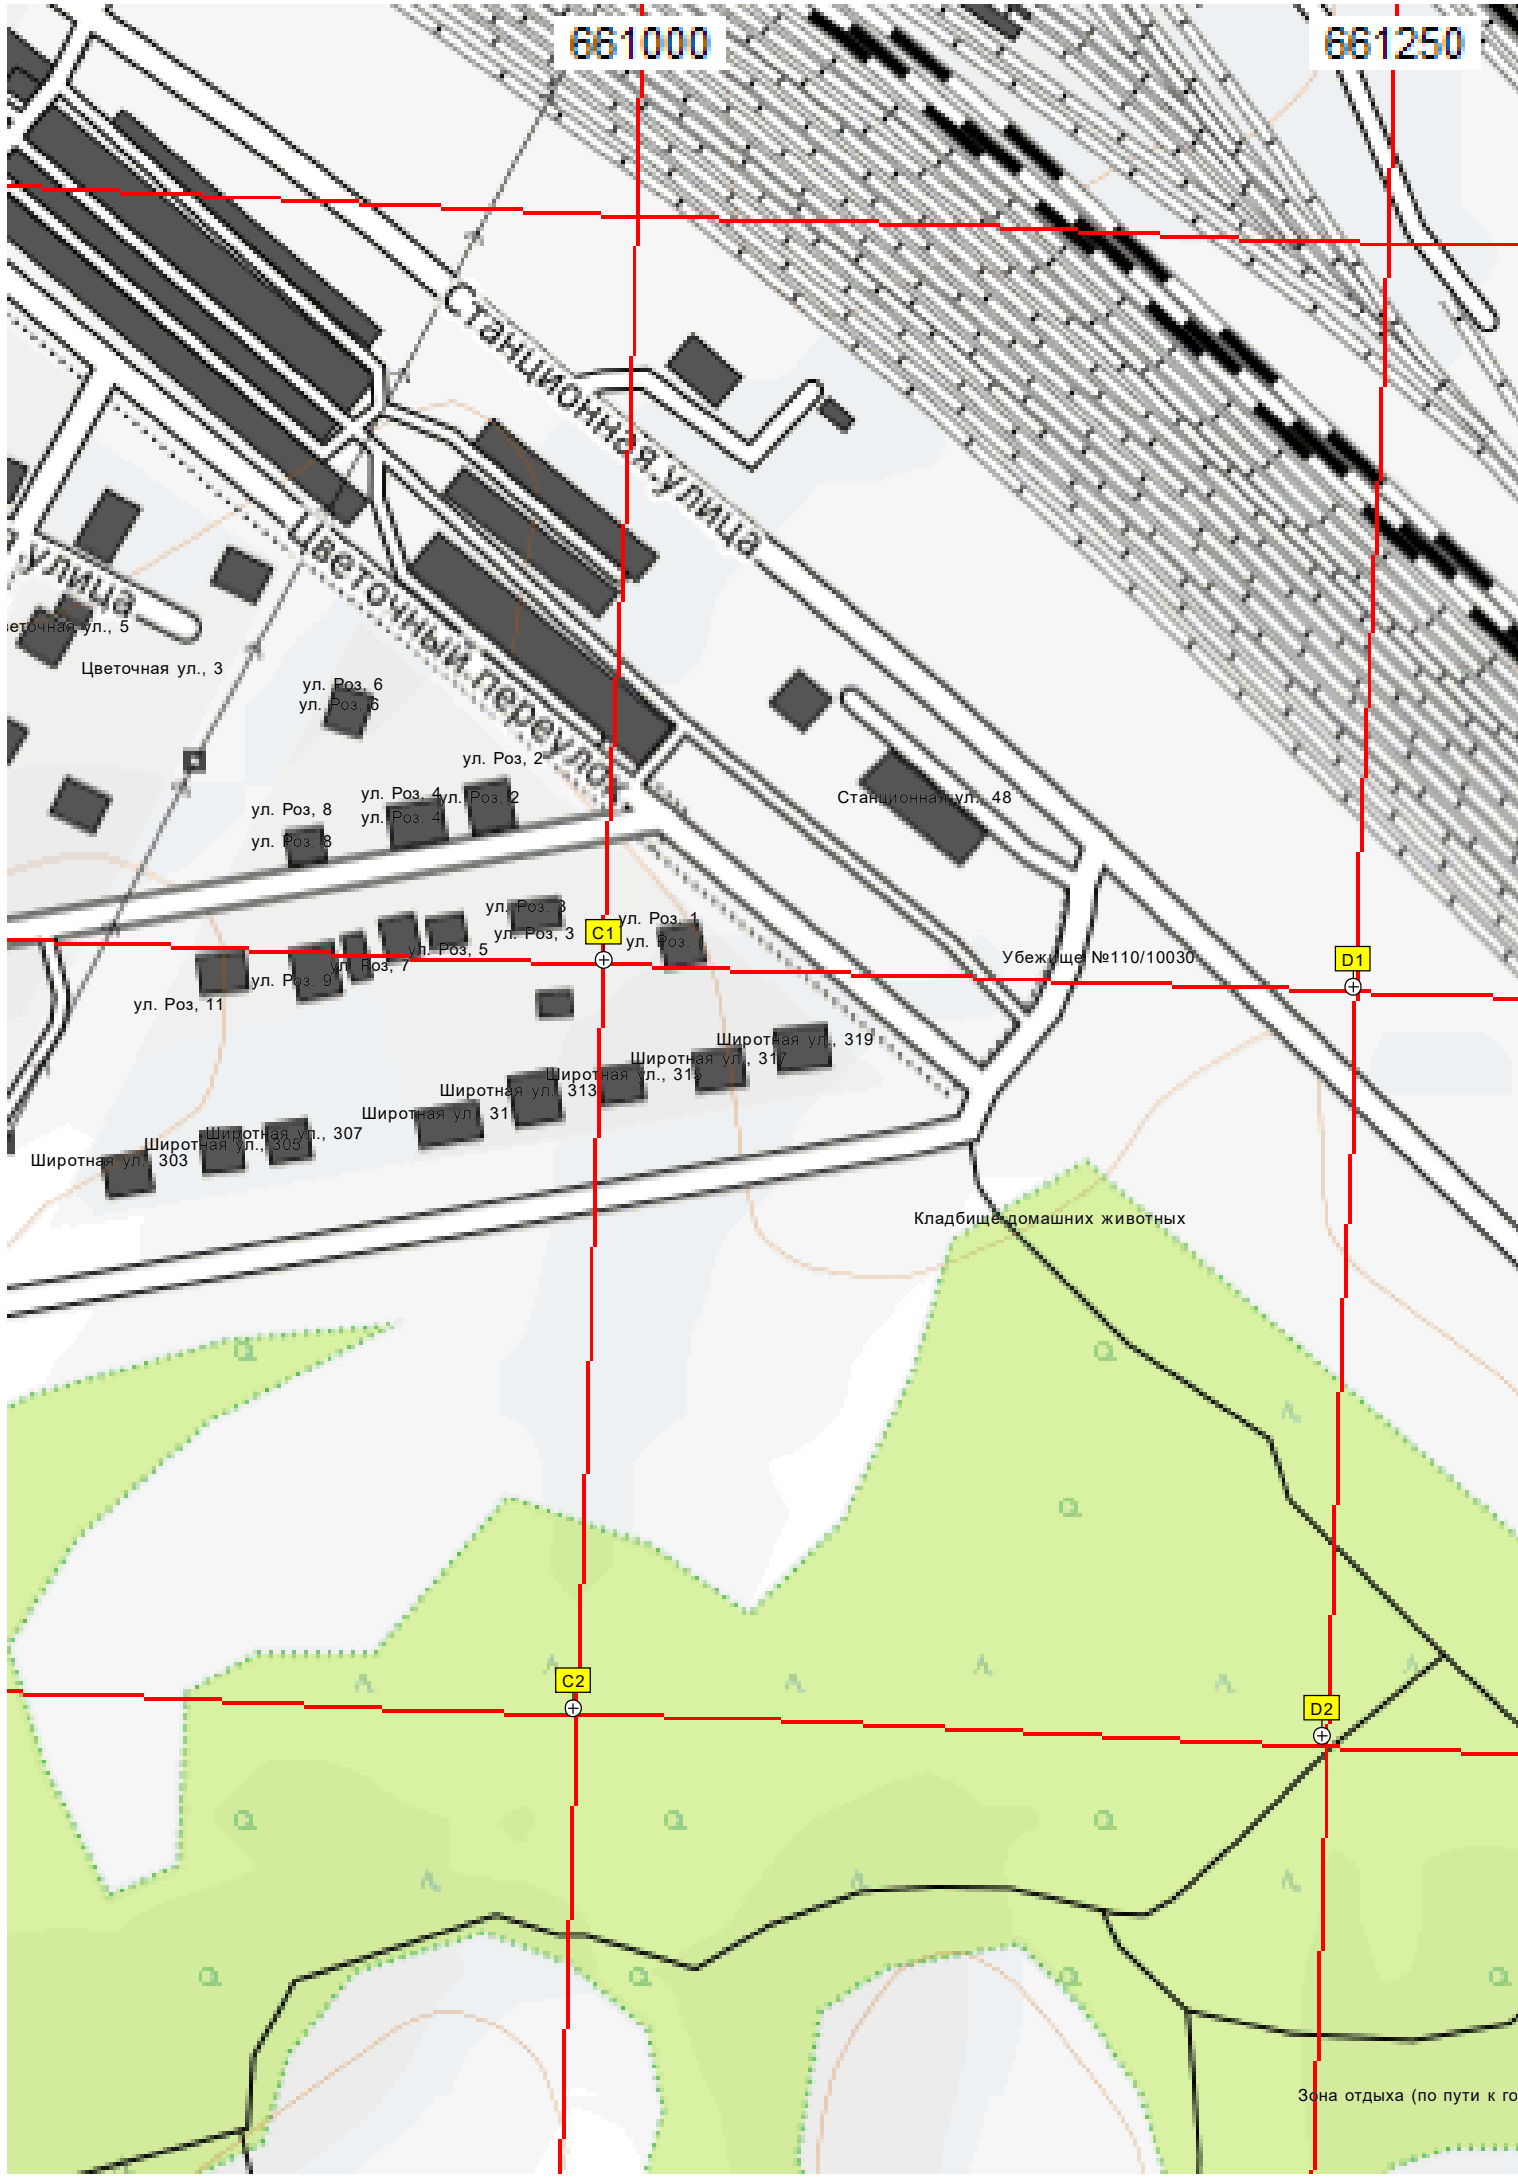 661000
661250
Станционная улица
Цветочный переулок
улица
Цветочная ул., 3
ул. Роз, 6
ул. Роз, 6
ул. Роз, 2
ул. Роз, 4
ул. Роз, 2
ул. Роз, 8
ул. Роз, 4
ул. Роз, 8
Станционная ул., 48
ул. Роз, 3
ул. Роз, 1
ул. Роз, 3
C1
ул. Роз,
ул. Роз, 5
Убежище №110/10030
D1
ул. Роз, 7
ул. Роз, 9
ул. Роз, 11
Широтная ул., 319
Широтная ул., 317
Широтная ул., 315
Широтная ул., 313
Широтная ул., 31
Широтная ул., 307
Широтная ул., 305
Широтная ул., 303
Кладбище домашних животных
C2
D2
Зона отдыха (по пути к го